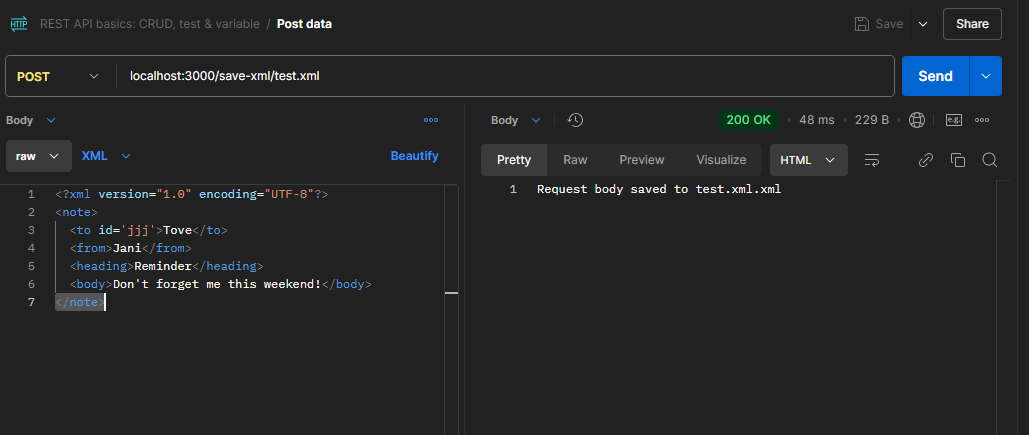 HTTP REST API basics: CRUD, test & variable / Post data Save Share
POST localhost:3000/save-xml/test.xml Send
Body
raw XML Beautify
1 <?xml version="1.0" encoding="UTF-8"?>
2 <note>
3 <to id='jjj'>Tove</to>
4 <from>Jani</from>
5 <heading>Reminder</heading>
6 <body>Don't forget me this weekend!</body>
7 </note>
Body 200 OK 48 ms 229 B e.g.
Pretty Raw Preview Visualize HTML
1 Request body saved to test.xml.xml